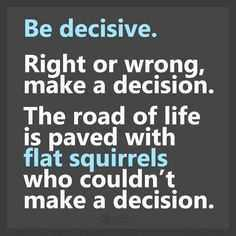 Be decisive.
Right or wrong,
make a decision.
The road of life
is paved with
flat squirrels
who couldn't
make a decision.